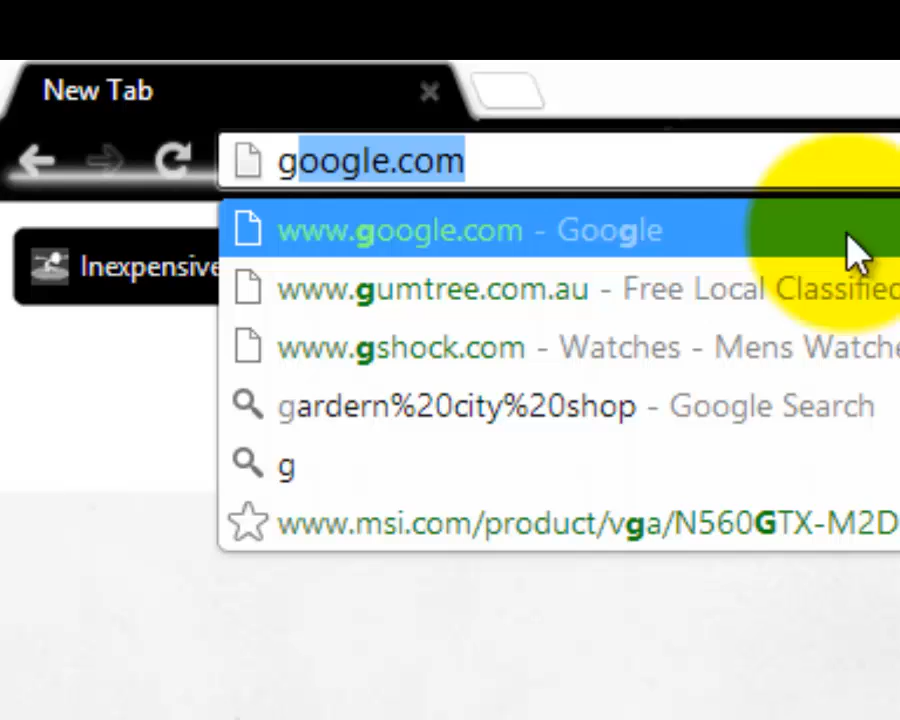 New Tab
google.com
Inexpensive
www.google.com - Google
www.gumtree.com.au - Free Local Classified
www.gshock.com - Watches - Mens Watche
gardern%20city%20shop - Google Search
g
www.msi.com/product/vga/N560GTX-M2D